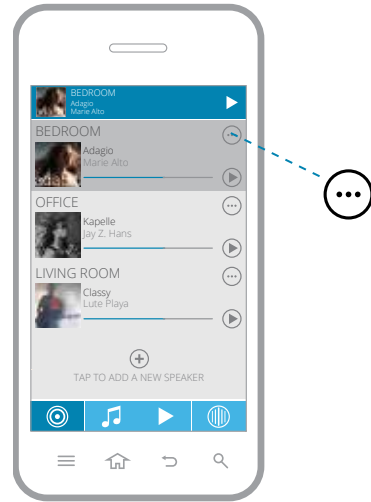 BEDROOM
Adagio
Marie Alto
BEDROOM
Adagio
Marie Alto
OFFICE
Kapelle
Jay Z. Hans
LIVING ROOM
Classy
Lute Playa
TAP TO ADD A NEW SPEAKER